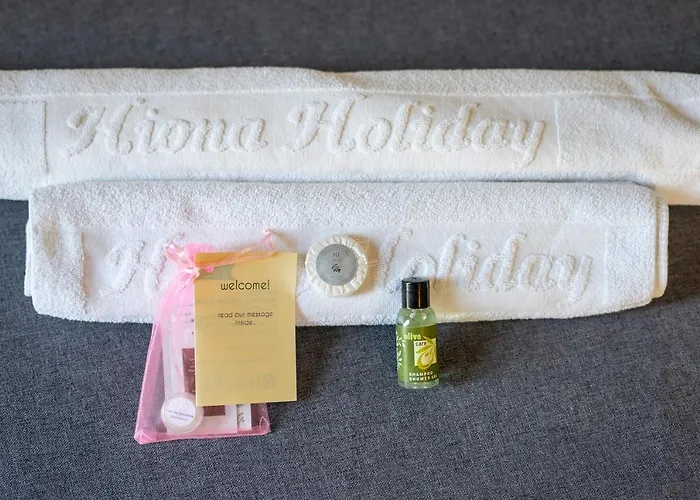 Hiona Holiday
Holiday
welcome!
read our message
inside..
olive
care
SHAMPOO
SHOWER GEL